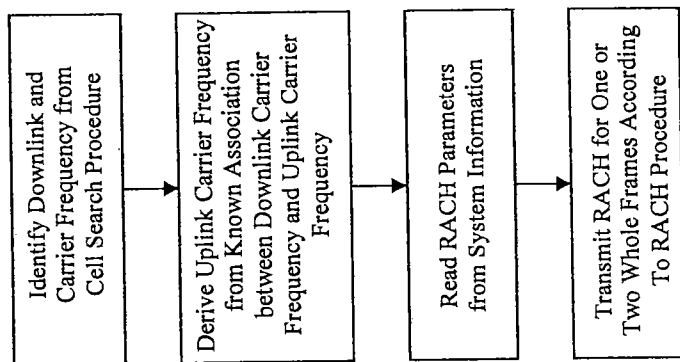 Identify Downlink and
Carrier Frequency from
Cell Search Procedure
Derive Uplink Carrier Frequency
from Known Association
between Downlink Carrier
Frequency and Uplink Carrier
Frequency
Read RACH Parameters
from System Information
Transmit RACH for One or
Two Whole Frames According
To RACH Procedure